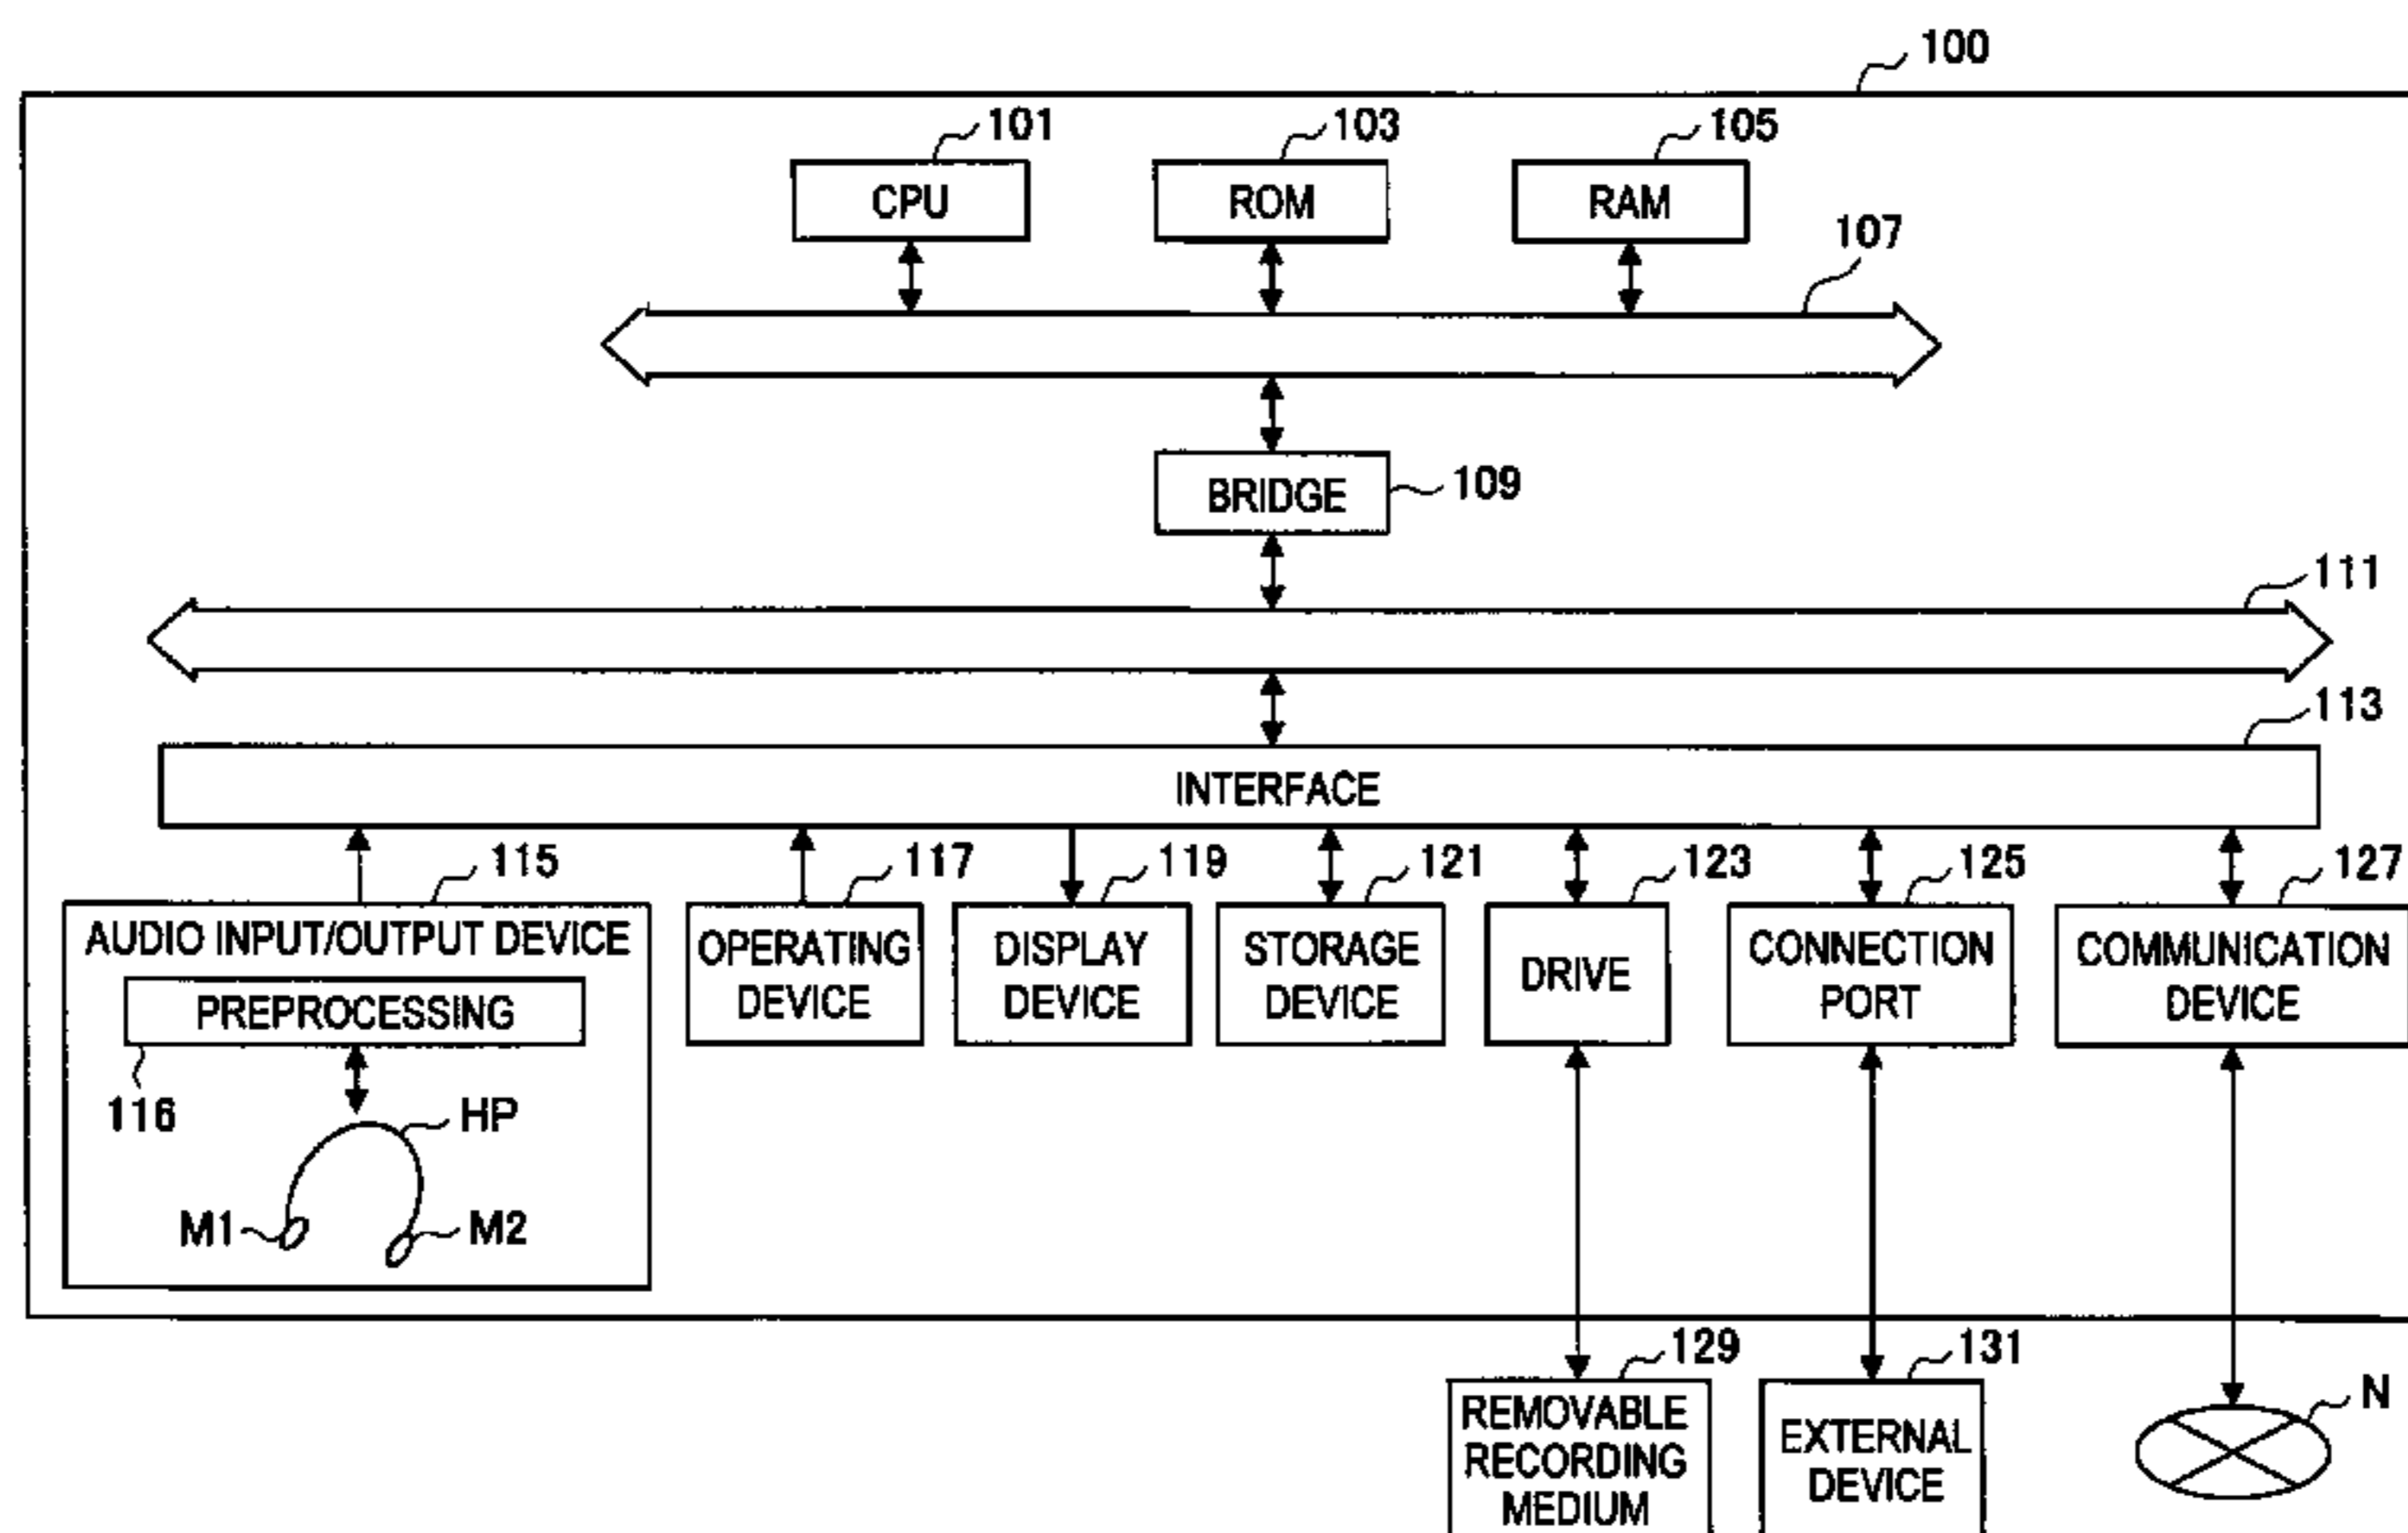 100
101
103
105
CPU
ROM
RAM
107
BRIDGE
109
111
113
INTERFACE
115
117
119
121
123
125
127
AUDIO INPUT/OUTPUT DEVICE
PREPROCESSING
116
HP
M1
M2
OPERATING
DEVICE
DISPLAY
DEVICE
STORAGE
DEVICE
DRIVE
CONNECTION
PORT
COMMUNICATION
DEVICE
129
131
N
REMOVABLE
RECORDING
MEDIUM
EXTERNAL
DEVICE